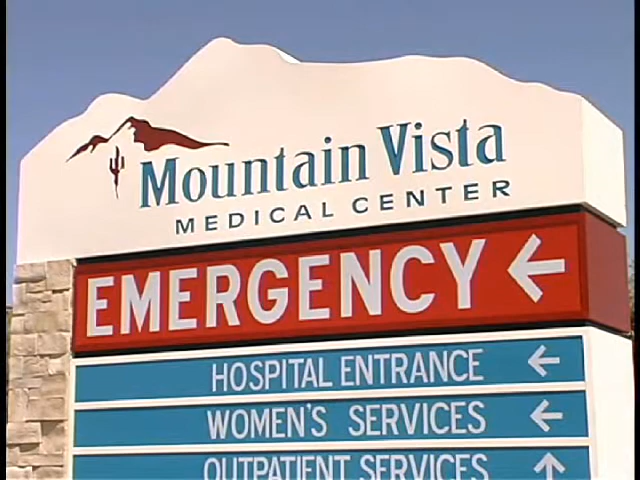 Mountain Vista
MEDICAL CENTER
EMERGENCY ←
HOSPITAL ENTRANCE ←
WOMEN'S SERVICES ←
OUTPATIENT SERVICES ↑